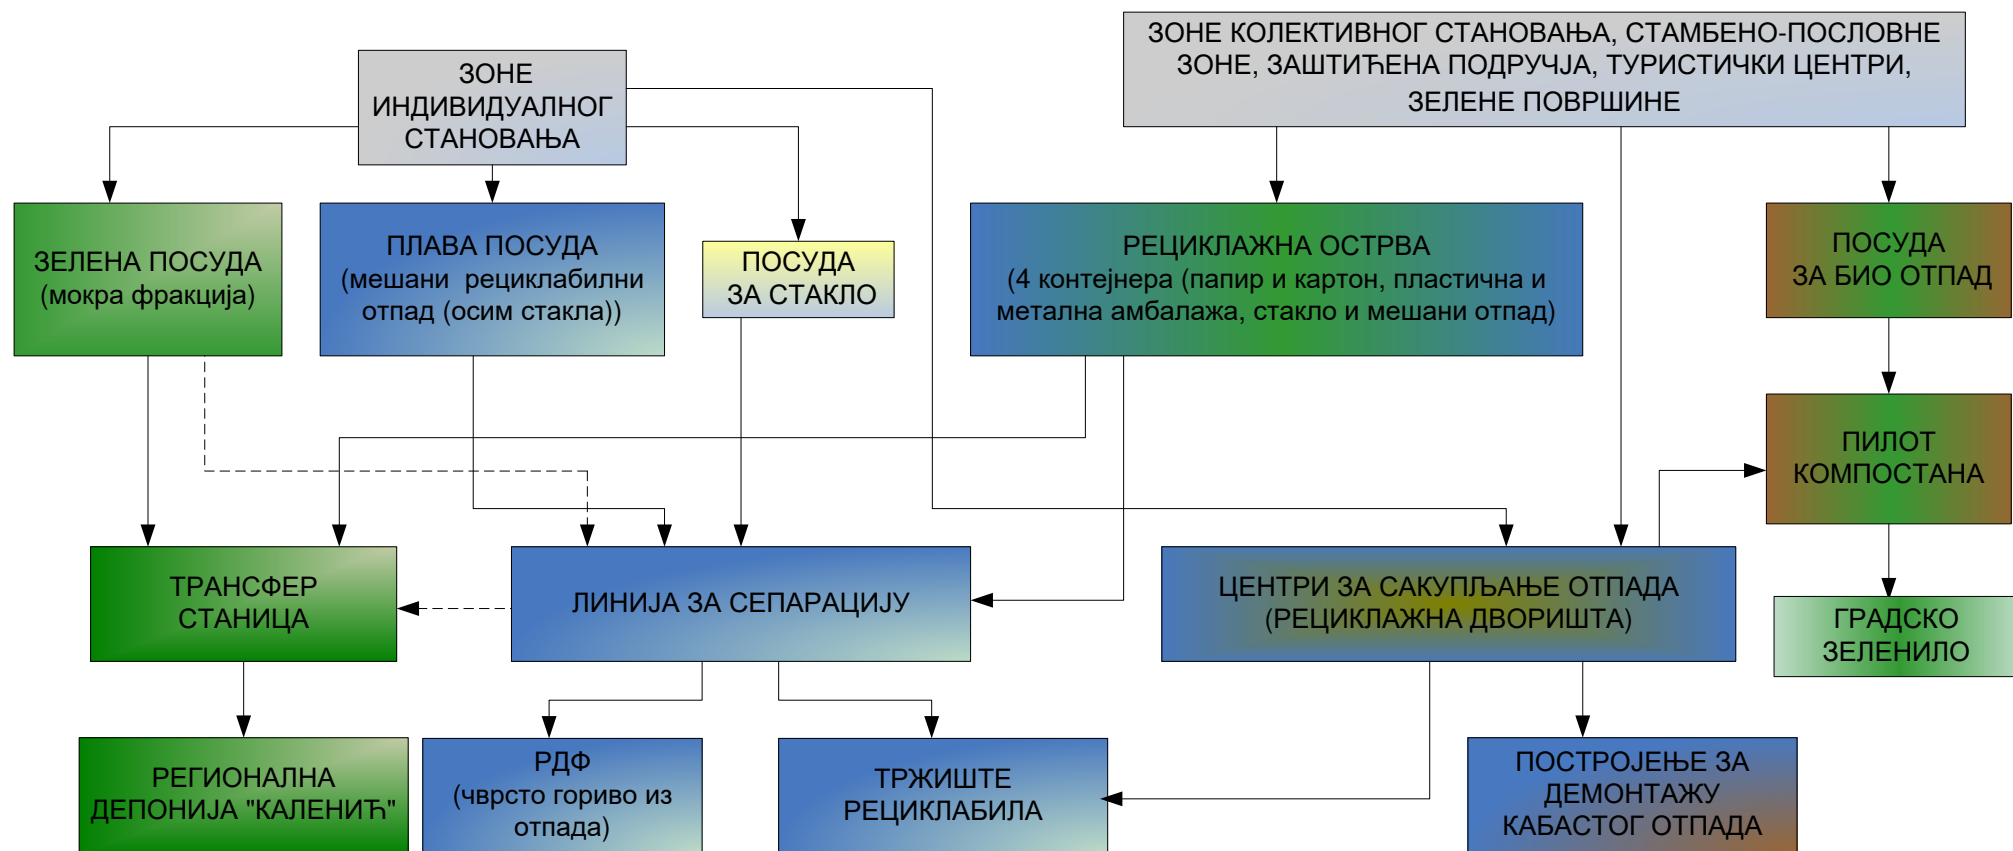 ЗОНЕ
ИНДИВИДУАЛНОГ
СТАНОВАЊА
ЗОНЕ КОЛЕКТИВНОГ СТАНОВАЊА, СТАМБЕНО-ПОСЛОВНЕ
ЗОНЕ, ЗАШТИЋЕНА ПОДРУЧЈА, ТУРИСТИЧКИ ЦЕНТРИ,
ЗЕЛЕНЕ ПОВРШИНЕ
ЗЕЛЕНА ПОСУДА
(мокра фракција)
ПЛАВА ПОСУДА
(мешани рециклабилни
отпад (осим стакла))
ПОСУДА
ЗА СТАКЛО
РЕЦИКЛАЖНА ОСТРВА
(4 контејнера (папир и картон, пластична и
метална амбалажа, стакло и мешани отпад)
ПОСУДА
ЗА БИО ОТПАД
ПИЛОТ
КОМПОСТАНА
ТРАНСФЕР
СТАНИЦА
ЛИНИЈА ЗА СЕПАРАЦИЈУ
ЦЕНТРИ ЗА САКУПЉАЊЕ ОТПАДА
(РЕЦИКЛАЖНА ДВОРИШТА)
ГРАДСКО
ЗЕЛЕНИЛО
РЕГИОНАЛНА
ДЕПОНИЈА "КАЛЕНИЋ"
РДФ
(чврсто гориво из
отпада)
ТРЖИШТЕ
РЕЦИКЛАБИЛА
ПОСТРОЈЕЊЕ ЗА
ДЕМОНТАЖУ
КАБАСТОГ ОТПАДА